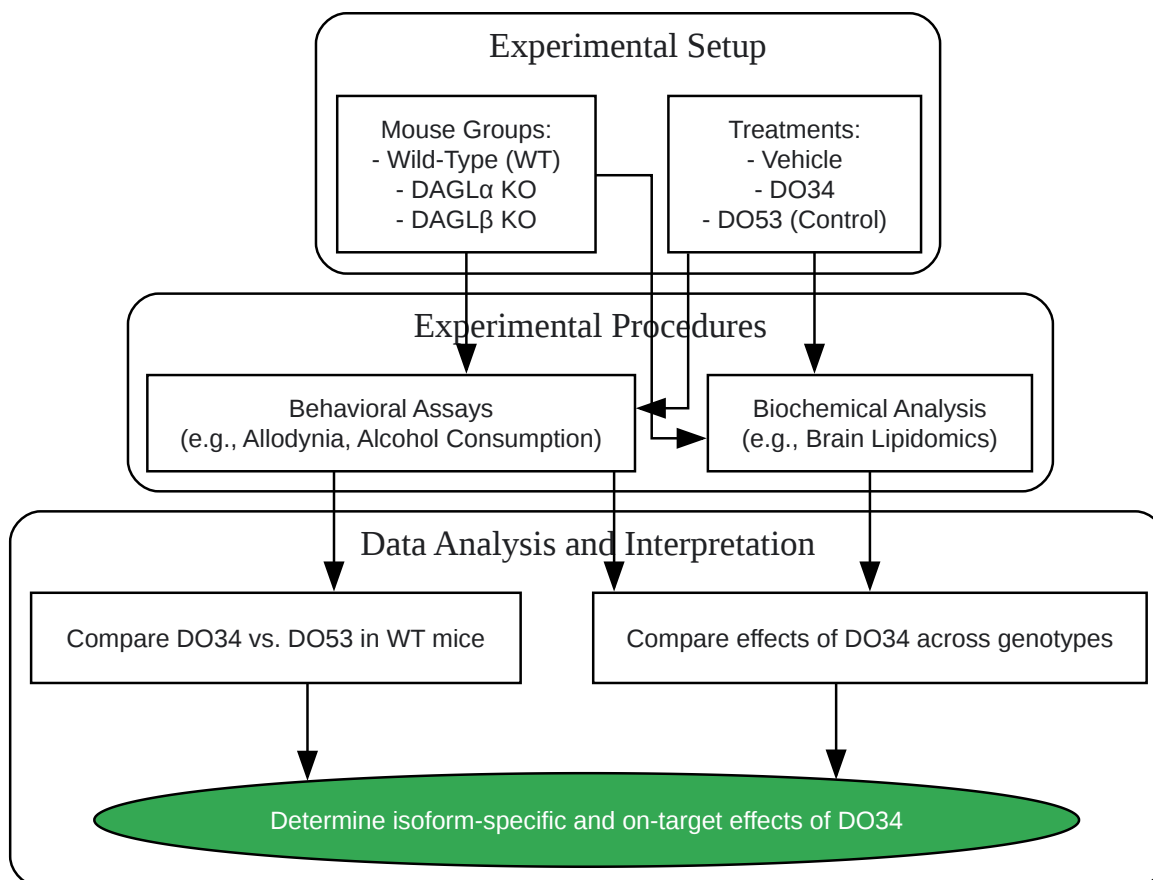 Experimental Setup
Mouse Groups:
- Wild-Type (WT)
- DAGLα KO
- DAGLβ KO
Treatments:
- Vehicle
- DO34
- DO53 (Control)
Experimental Procedures
Behavioral Assays
(e.g., Allodynia, Alcohol Consumption)
Biochemical Analysis
(e.g., Brain Lipidomics)
Data Analysis and Interpretation
Compare DO34 vs. DO53 in WT mice
Compare effects of DO34 across genotypes
Determine isoform-specific and on-target effects of DO34